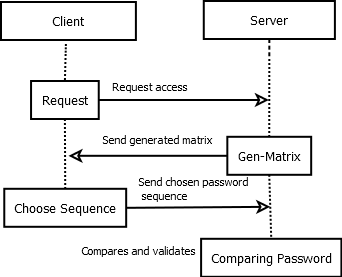 Client
Server
Request access
Request
Send generated matrix
Gen-Matrix
Send chosen password
sequence
Choose Sequence
Compares and validates
Comparing Password